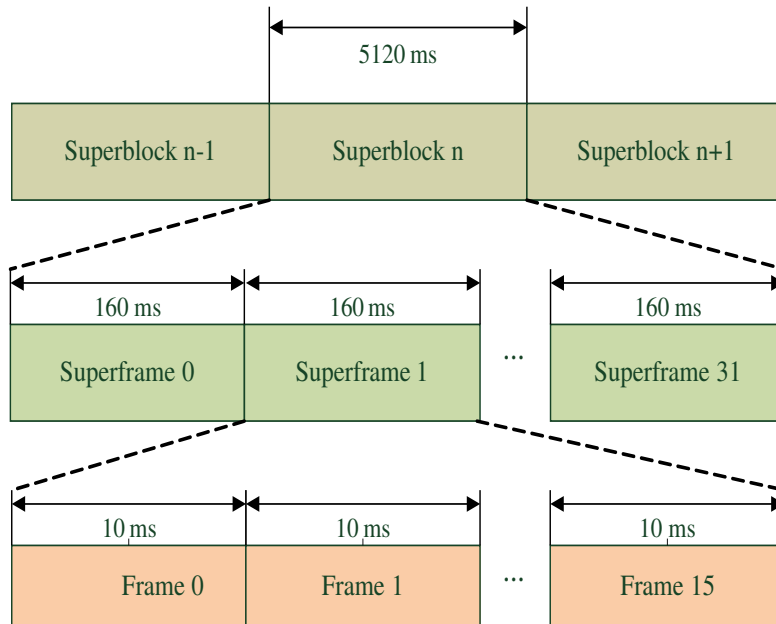 5120 ms
Superblock n-1 Superblock n Superblock n+1
160 ms 160 ms 160 ms
Superframe 0 Superframe 1 ... Superframe 31
10 ms 10 ms 10 ms
Frame 0 Frame 1 ... Frame 15